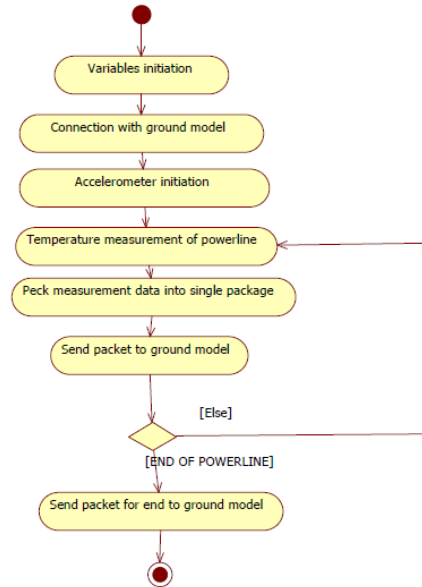 Variables initiation
Connection with ground model
Accelerometer initiation
Temperature measurement of powerline
Peck measurement data into single package
Send packet to ground model
[Else]
[END OF POWERLINE]
Send packet for end to ground model